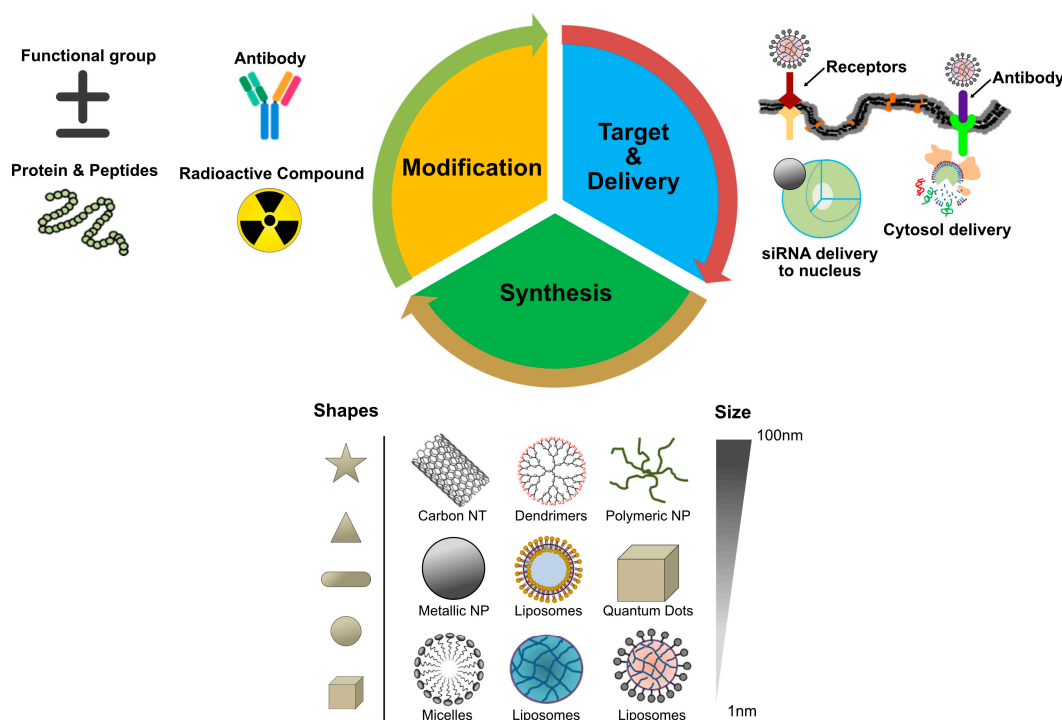 Functional group
Antibody
Protein & Peptides
Radioactive Compound
Modification
Target
&
Delivery
Synthesis
Receptors
Antibody
siRNA delivery
to nucleus
Cytosol delivery
Shapes
Size
100nm
Carbon NT
Dendrimers
Polymeric NP
Metallic NP
Liposomes
Quantum Dots
Micelles
Liposomes
Liposomes
1nm